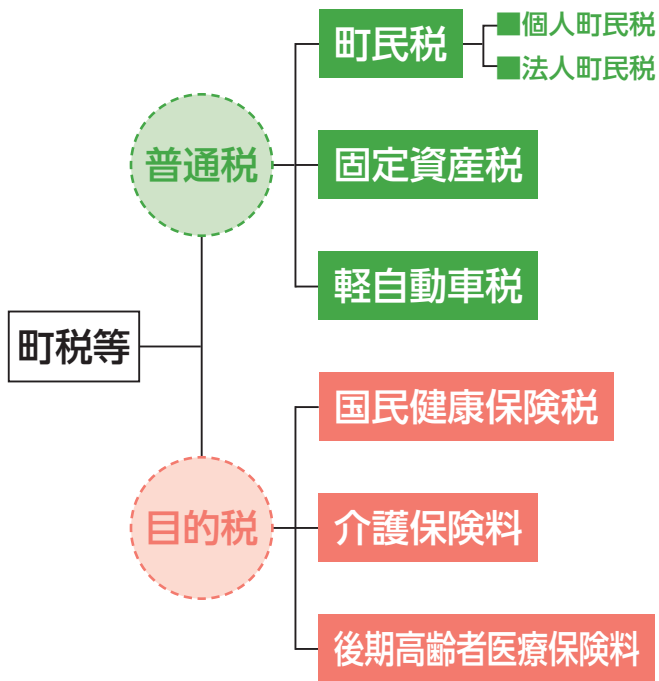 町税等
普通税
町民税
■個人町民税
■法人町民税
固定資産税
軽自動車税
目的税
国民健康保険税
介護保険料
後期高齢者医療保険料